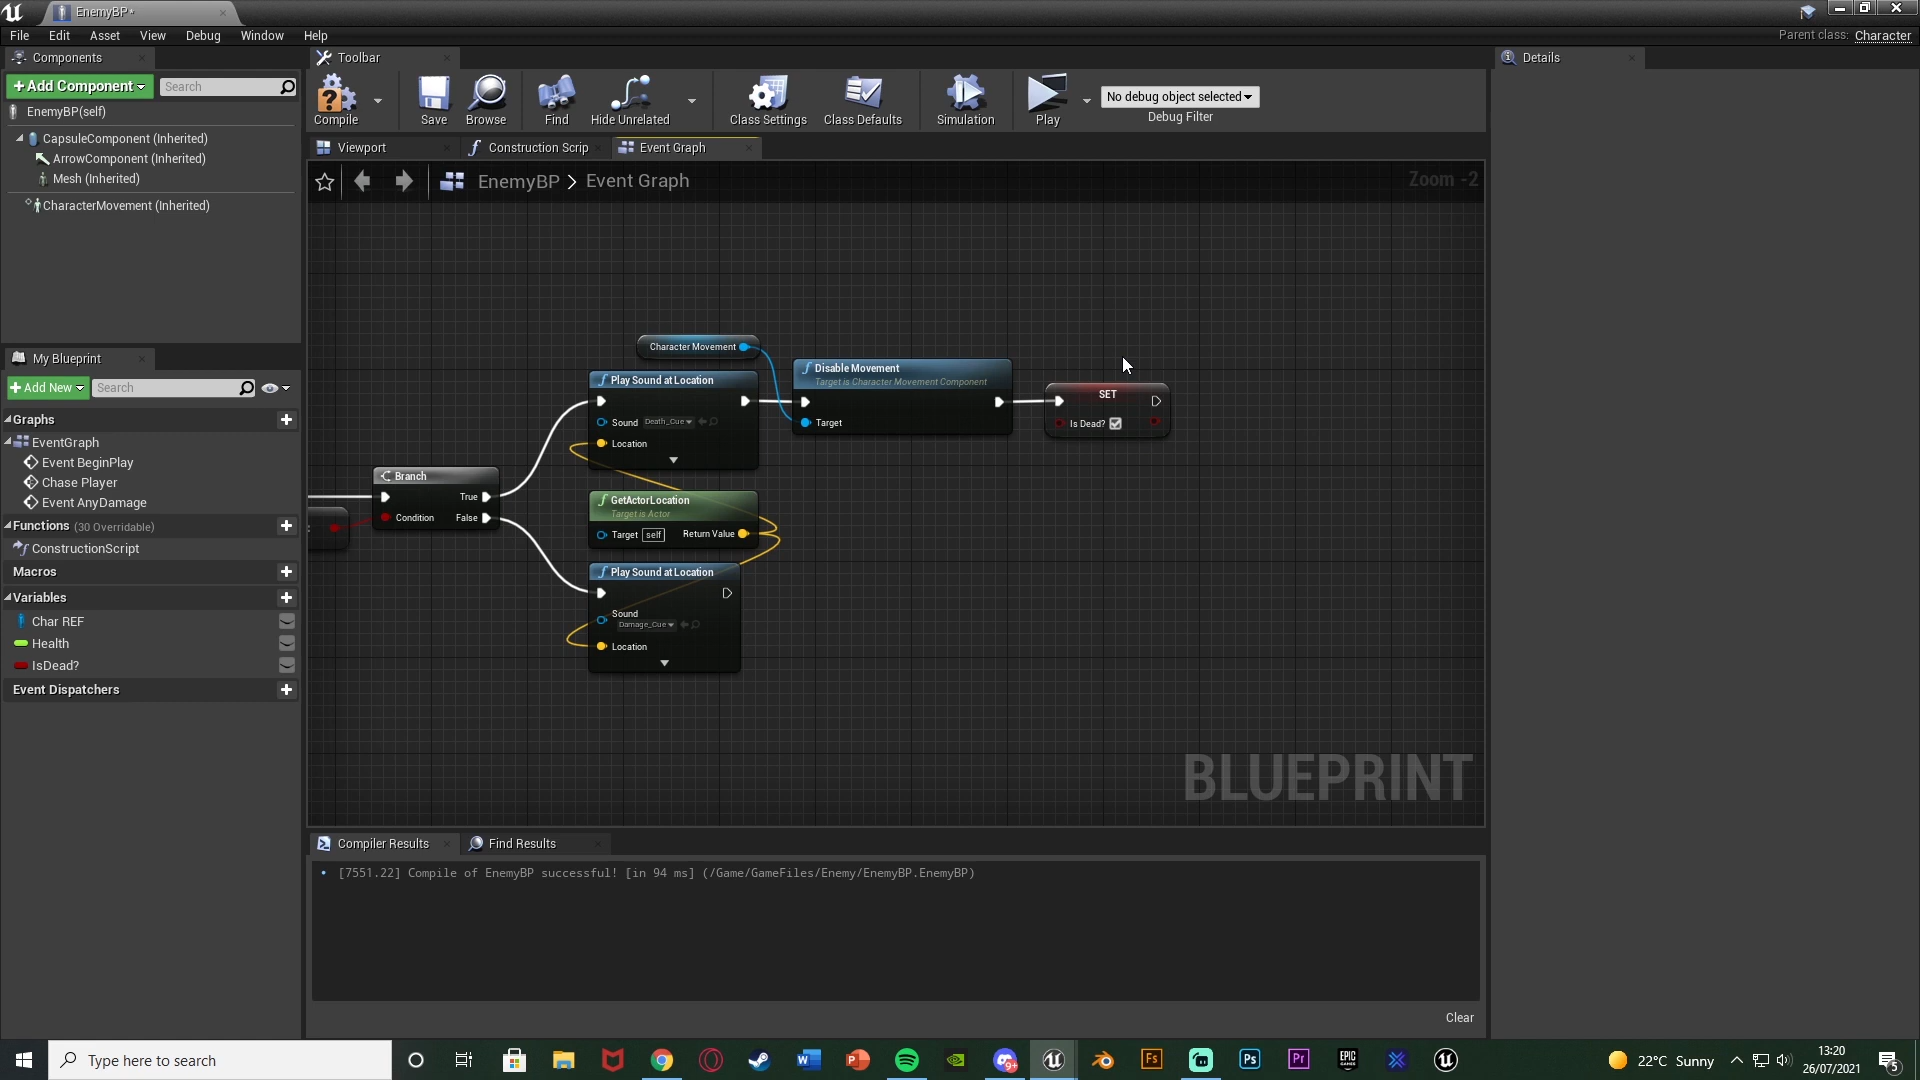 EnemyBP*
File Edit Asset View Debug Window Help
Parent class: Character
Components
Toolbar
Details
+Add Component
Search
EnemyBP(self)
CapsuleComponent (Inherited)
ArrowComponent (Inherited)
Mesh (Inherited)
CharacterMovement (Inherited)
Compile Save Browse Find Hide Unrelated Class Settings Class Defaults Simulation Play
No debug object selected
Debug Filter
Viewport Construction Scrip Event Graph
EnemyBP > Event Graph
Zoom -2
Character Movement
Play Sound at Location
Sound Death_Cue
Location
Disable Movement
Target is Character Movement Component
Target
SET
Is Dead?
Branch
True
Condition False
GetActorLocation
Target is Actor
Target self Return Value
Play Sound at Location
Sound
Damage_Cue
Location
BLUEPRINT
My Blueprint
+Add New
Search
Graphs
EventGraph
Event BeginPlay
Chase Player
Event AnyDamage
Functions (30 Overridable)
ConstructionScript
Macros
Variables
Char REF
Health
IsDead?
Event Dispatchers
Compiler Results Find Results
[7551.22] Compile of EnemyBP successful! [in 94 ms] (/Game/GameFiles/Enemy/EnemyBP.EnemyBP)
Clear
Type here to search
22°C Sunny
13:20
26/07/2021